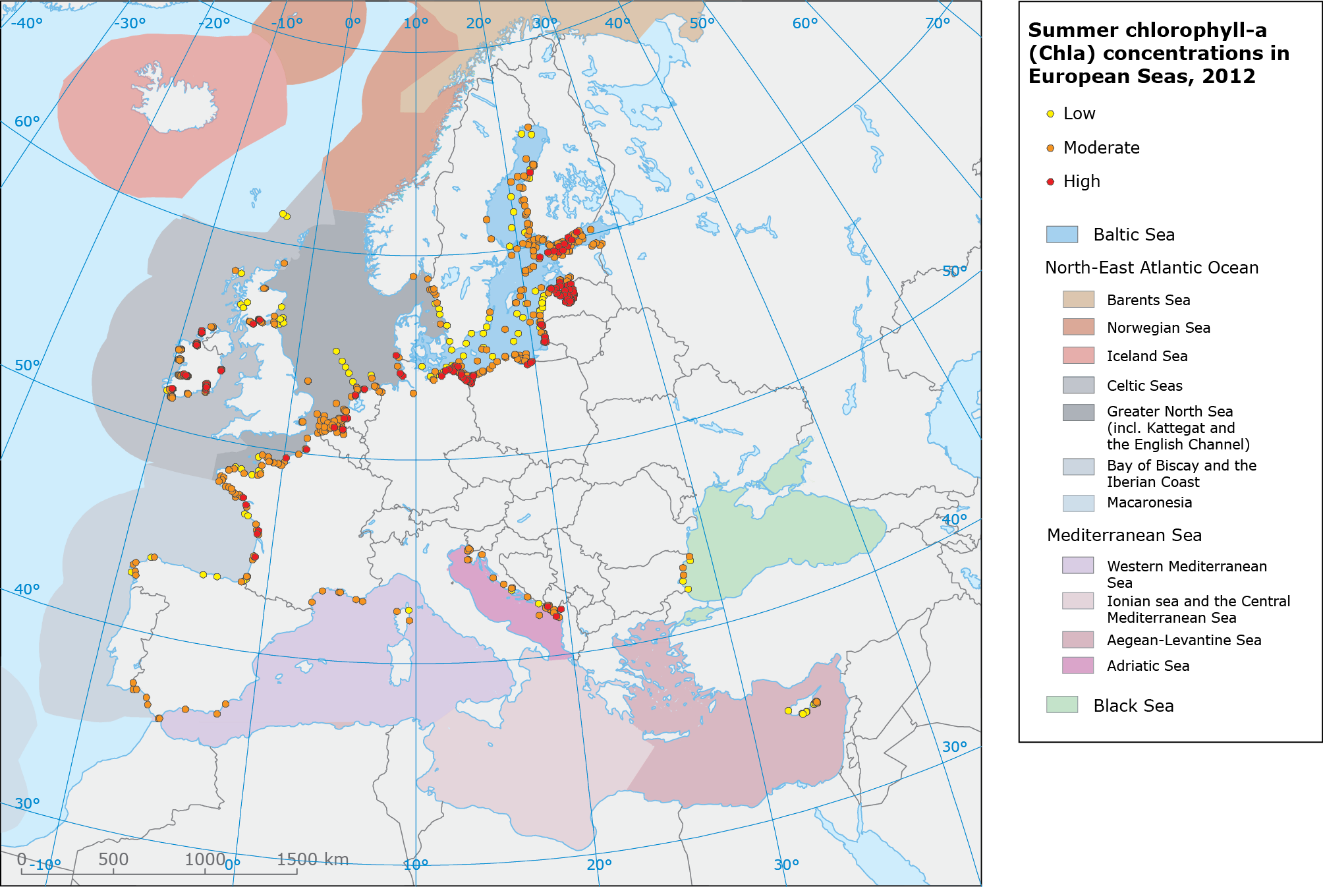 -40° -30° -20° -10° 0° 10° 20° 30° 40° 50° 60° 70°
60°
50°
50°
40°
40°
30°
30°
0 500 1000 1500 km
-10° 0° 10° 20° 30°
Summer chlorophyll-a
(Chla) concentrations in
European Seas, 2012
Low
Moderate
High
Baltic Sea
North-East Atlantic Ocean
Barents Sea
Norwegian Sea
Iceland Sea
Celtic Seas
Greater North Sea
(incl. Kattegat and
the English Channel)
Bay of Biscay and the
Iberian Coast
Macaronesia
Mediterranean Sea
Western Mediterranean
Sea
Ionian sea and the Central
Mediterranean Sea
Aegean-Levantine Sea
Adriatic Sea
Black Sea